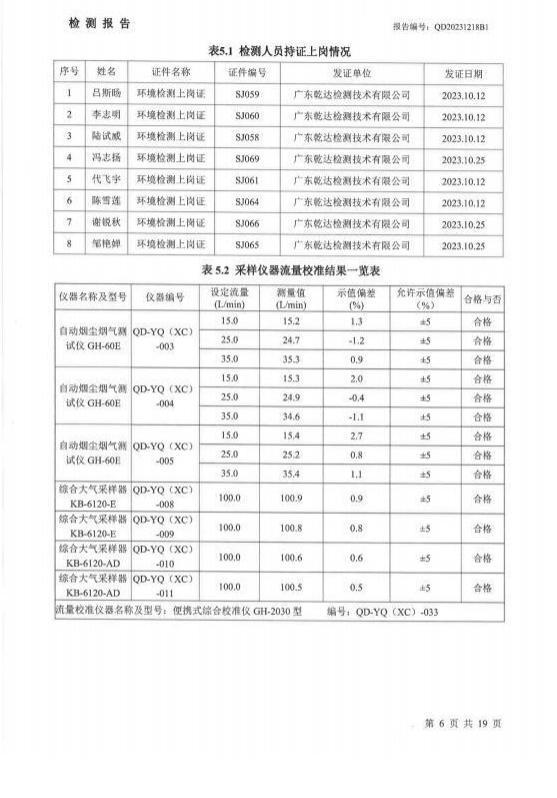 检 测 报 告
报告编号：QD20231218B1
表5.1 检测人员持证上岗情况
序号 姓名 证件名称 证件编号 发证单位 发证日期
1 吕斯旸 环境检测上岗证 SJ059 广东乾达检测技术有限公司 2023.10.12
2 李志明 环境检测上岗证 SJ060 广东乾达检测技术有限公司 2023.10.12
3 陆试威 环境检测上岗证 SJ058 广东乾达检测技术有限公司 2023.10.12
4 冯志扬 环境检测上岗证 SJ069 广东乾达检测技术有限公司 2023.10.25
5 代飞宇 环境检测上岗证 SJ061 广东乾达检测技术有限公司 2023.10.12
6 陈雪莲 环境检测上岗证 SJ064 广东乾达检测技术有限公司 2023.10.12
7 谢锐秋 环境检测上岗证 SJ066 广东乾达检测技术有限公司 2023.10.25
8 邹艳婵 环境检测上岗证 SJ065 广东乾达检测技术有限公司 2023.10.25
表 5.2 采样仪器流量校准结果一览表
仪器名称及型号 仪器编号 设定流量 (L/min) 测量值 (L/min) 示值偏差 (%) 允许示值偏差 （%） 合格与否
自动烟尘烟气测试仪 GH-60E QD-YQ（XC）-003 15.0 15.2 1.3 ±5 合格
25.0 24.7 -1.2 ±5 合格
35.0 35.3 0.9 ±5 合格
自动烟尘烟气测试仪 GH-60E QD-YQ（XC）-004 15.0 15.3 2.0 ±5 合格
25.0 24.9 -0.4 ±5 合格
35.0 34.6 -1.1 ±5 合格
自动烟尘烟气测试仪 GH-60E QD-YQ（XC）-005 15.0 15.4 2.7 ±5 合格
25.0 25.2 0.8 ±5 合格
35.0 35.4 1.1 ±5 合格
综合大气采样器 KB-6120-E QD-YQ（XC）-008 100.0 100.9 0.9 ±5 合格
综合大气采样器 KB-6120-E QD-YQ（XC）-009 100.0 100.8 0.8 ±5 合格
综合大气采样器 KB-6120-AD QD-YQ（XC）-010 100.0 100.6 0.6 ±5 合格
综合大气采样器 KB-6120-AD QD-YQ（XC）-011 100.0 100.5 0.5 ±5 合格
流量校准仪器名称及型号：便携式综合校准仪 GH-2030 型 编号：QD-YQ（XC）-033
第 6 页 共 19 页